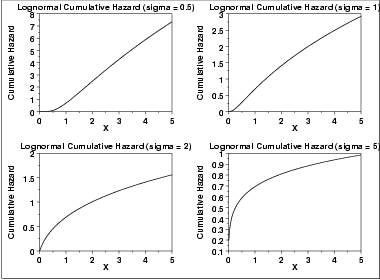 Lognormal Cumulative Hazard (sigma = 0.5)
Cumulative Hazard
8
7
6
5
4
3
2
1
0
0 1 2 3 4 5
X
Lognormal Cumulative Hazard (sigma = 1)
Cumulative Hazard
3
2.5
2
1.5
1
0.5
0
0 1 2 3 4 5
X
Lognormal Cumulative Hazard (sigma = 2)
Cumulative Hazard
2
1.5
1
0.5
0
0 1 2 3 4 5
X
Lognormal Cumulative Hazard (sigma = 5)
Cumulative Hazard
1
0.9
0.8
0.7
0.6
0.5
0.4
0.3
0.2
0.1
0 1 2 3 4 5
X